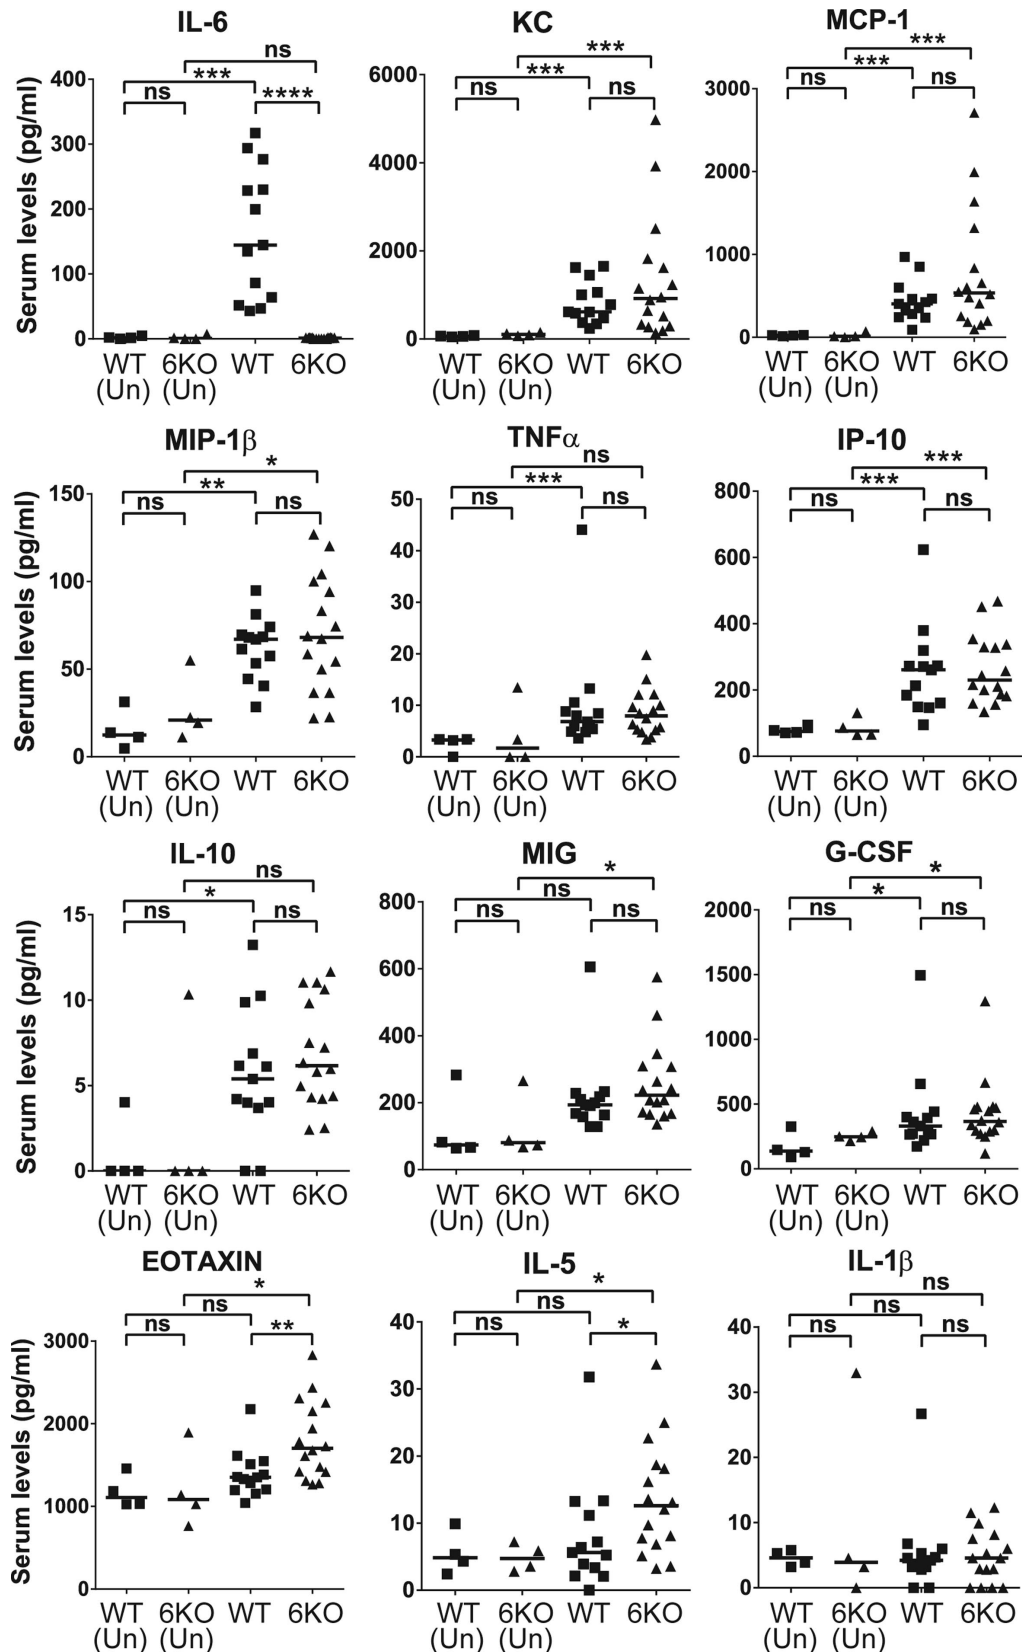 IL-6 KC MCP-1
ns *** ***
*** *** ***
ns **** ns ns ns ns
Serum levels (pg/ml)
400 6000 3000
300 4000 2000
200 2000 1000
100
0 0 0
WT 6KO WT 6KO WT 6KO WT 6KO WT 6KO WT 6KO
(Un) (Un) (Un) (Un) (Un) (Un)
MIP-1β TNFα IP-10
* ns ***
** *** ***
ns ns ns ns ns ns
Serum levels (pg/ml)
150 50 800
100 40 600
50 30 400
20 200
10
0 0 0
WT 6KO WT 6KO WT 6KO WT 6KO WT 6KO WT 6KO
(Un) (Un) (Un) (Un) (Un) (Un)
IL-10 MIG G-CSF
ns * *
* ns *
ns ns ns ns ns ns
Serum levels (pg/ml)
15 800 2000
10 600 1500
5 400 1000
200 500
0 0 0
WT 6KO WT 6KO WT 6KO WT 6KO WT 6KO WT 6KO
(Un) (Un) (Un) (Un) (Un) (Un)
EOTAXIN IL-5 IL-1β
* * ns
ns ns ns
ns ** ns * ns ns
Serum levels (pg/ml)
3000 40 40
2000 30 30
1000 20 20
10 10
0 0 0
WT 6KO WT 6KO WT 6KO WT 6KO WT 6KO WT 6KO
(Un) (Un) (Un) (Un) (Un) (Un)